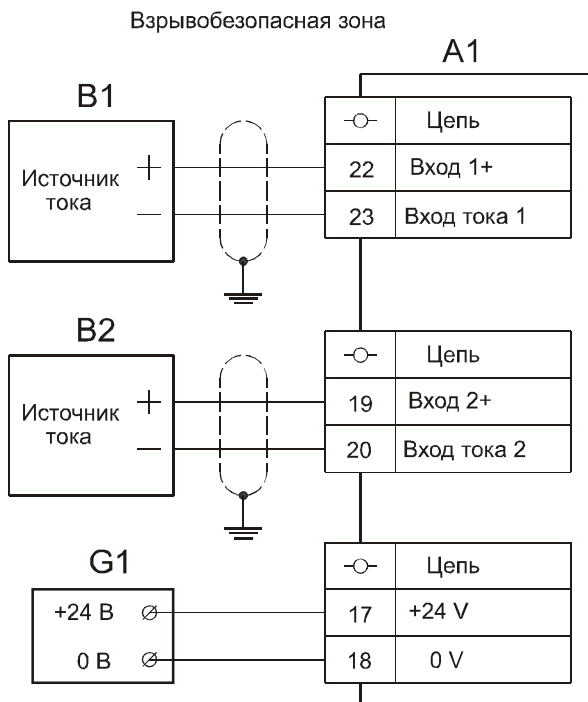 Взрывобезопасная зона
A1
B1
Источник
тока
+
−
Цепь
22 Вход 1+
23 Вход тока 1
B2
Источник
тока
+
−
Цепь
19 Вход 2+
20 Вход тока 2
G1
+24 В
0 В
Цепь
17 +24 V
18 0 V